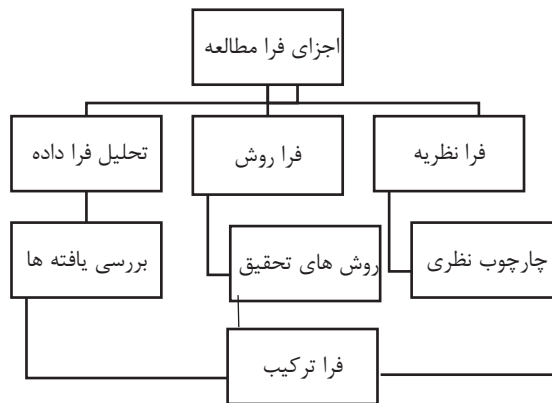 اجزای فرا مطالعه
فرا نظریه
فرا روش
تحلیل فرا داده
چارچوب نظری
روش های تحقیق
بررسی یافته ها
فرا ترکیب